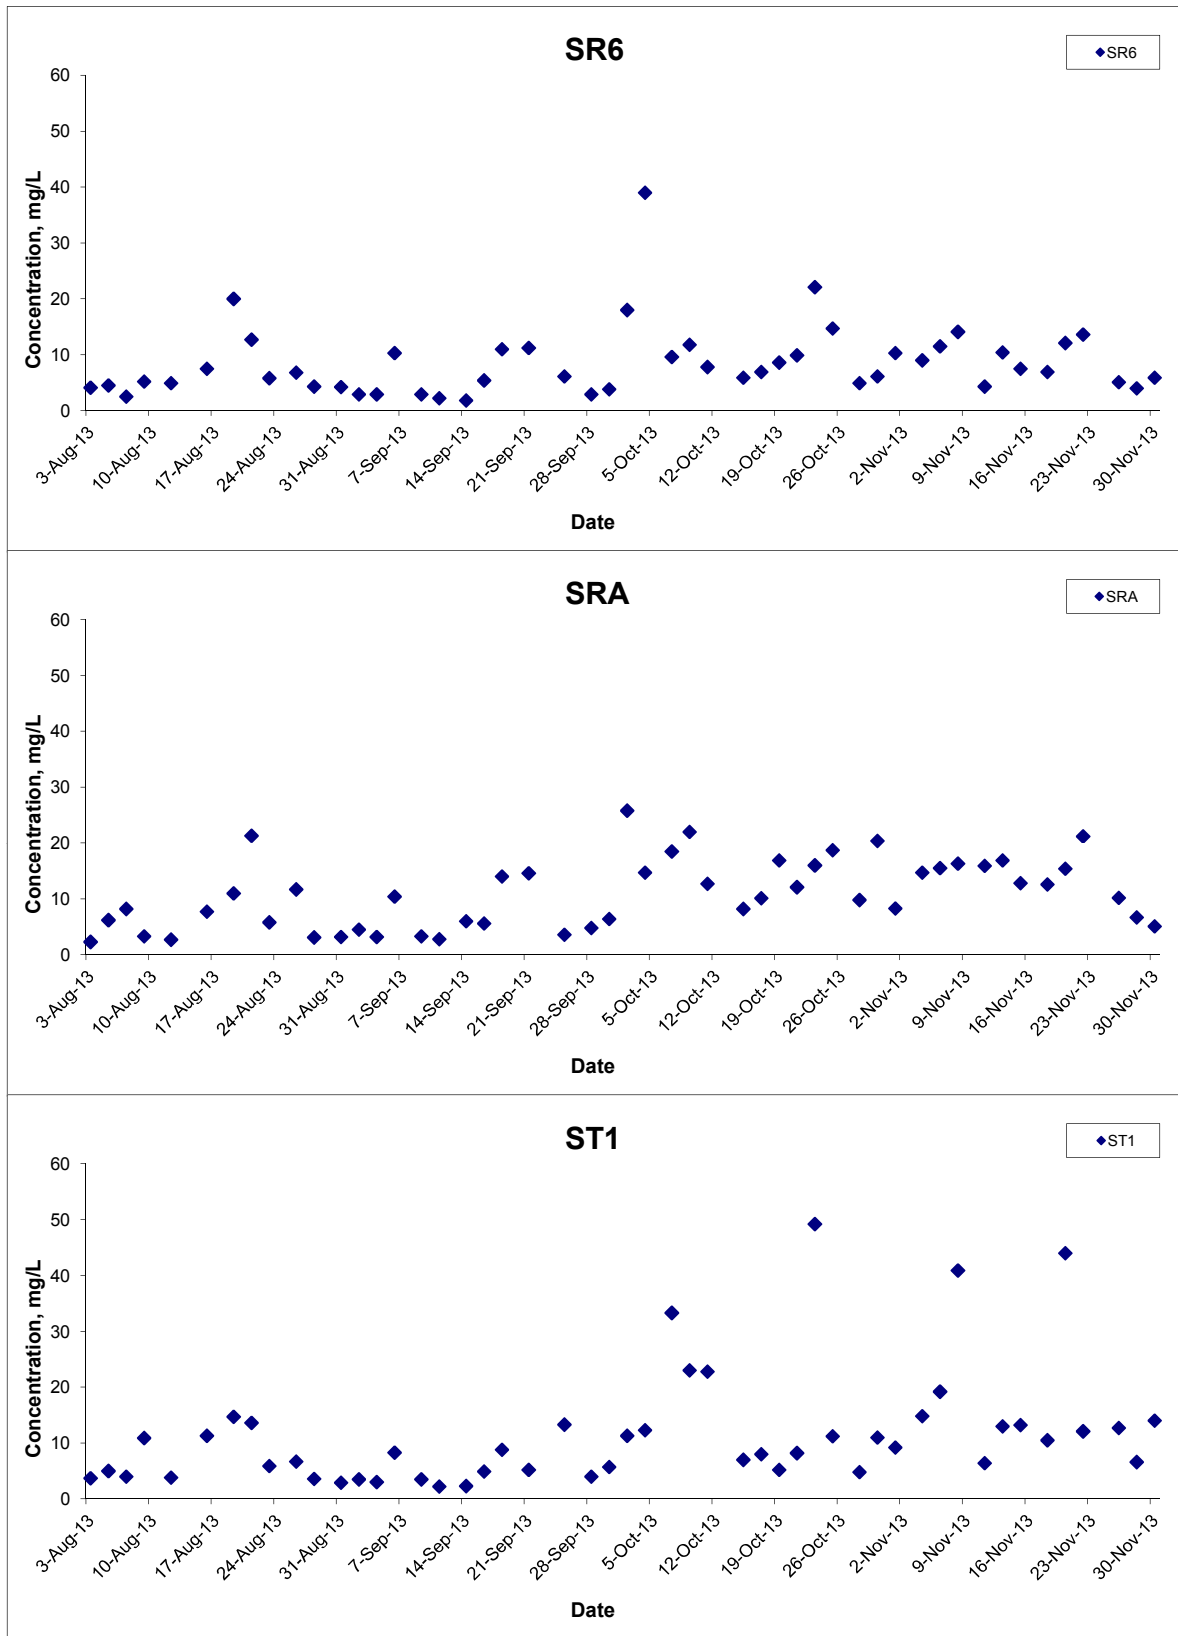 SR6
SR6
Concentration, mg/L
60
50
40
30
20
10
0
3-Aug-13
10-Aug-13
17-Aug-13
24-Aug-13
31-Aug-13
7-Sep-13
14-Sep-13
21-Sep-13
28-Sep-13
5-Oct-13
12-Oct-13
19-Oct-13
26-Oct-13
2-Nov-13
9-Nov-13
16-Nov-13
23-Nov-13
30-Nov-13
Date
SRA
SRA
Concentration, mg/L
60
50
40
30
20
10
0
3-Aug-13
10-Aug-13
17-Aug-13
24-Aug-13
31-Aug-13
7-Sep-13
14-Sep-13
21-Sep-13
28-Sep-13
5-Oct-13
12-Oct-13
19-Oct-13
26-Oct-13
2-Nov-13
9-Nov-13
16-Nov-13
23-Nov-13
30-Nov-13
Date
ST1
ST1
Concentration, mg/L
60
50
40
30
20
10
0
3-Aug-13
10-Aug-13
17-Aug-13
24-Aug-13
31-Aug-13
7-Sep-13
14-Sep-13
21-Sep-13
28-Sep-13
5-Oct-13
12-Oct-13
19-Oct-13
26-Oct-13
2-Nov-13
9-Nov-13
16-Nov-13
23-Nov-13
30-Nov-13
Date